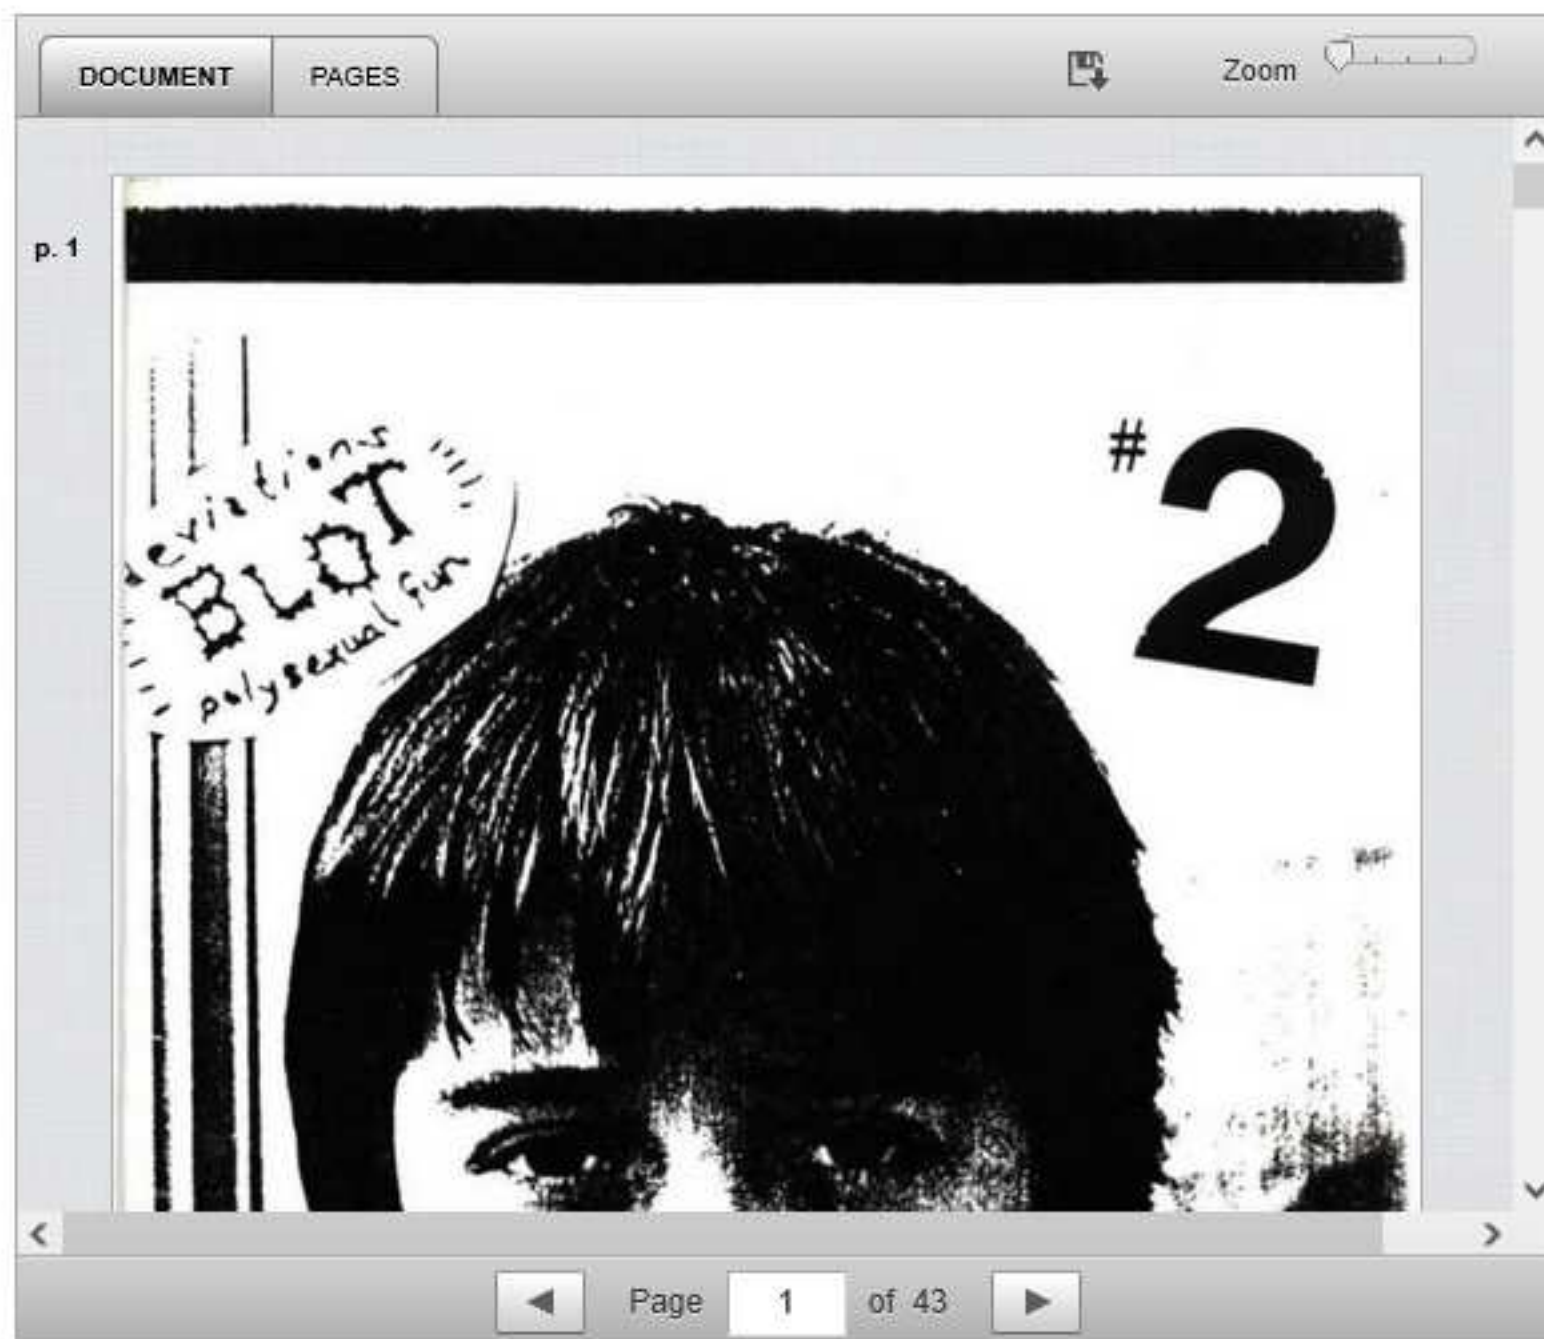 DOCUMENT PAGES Zoom
p. 1
#2
deviations
BLOT
polysexual fun
Page 1 of 43